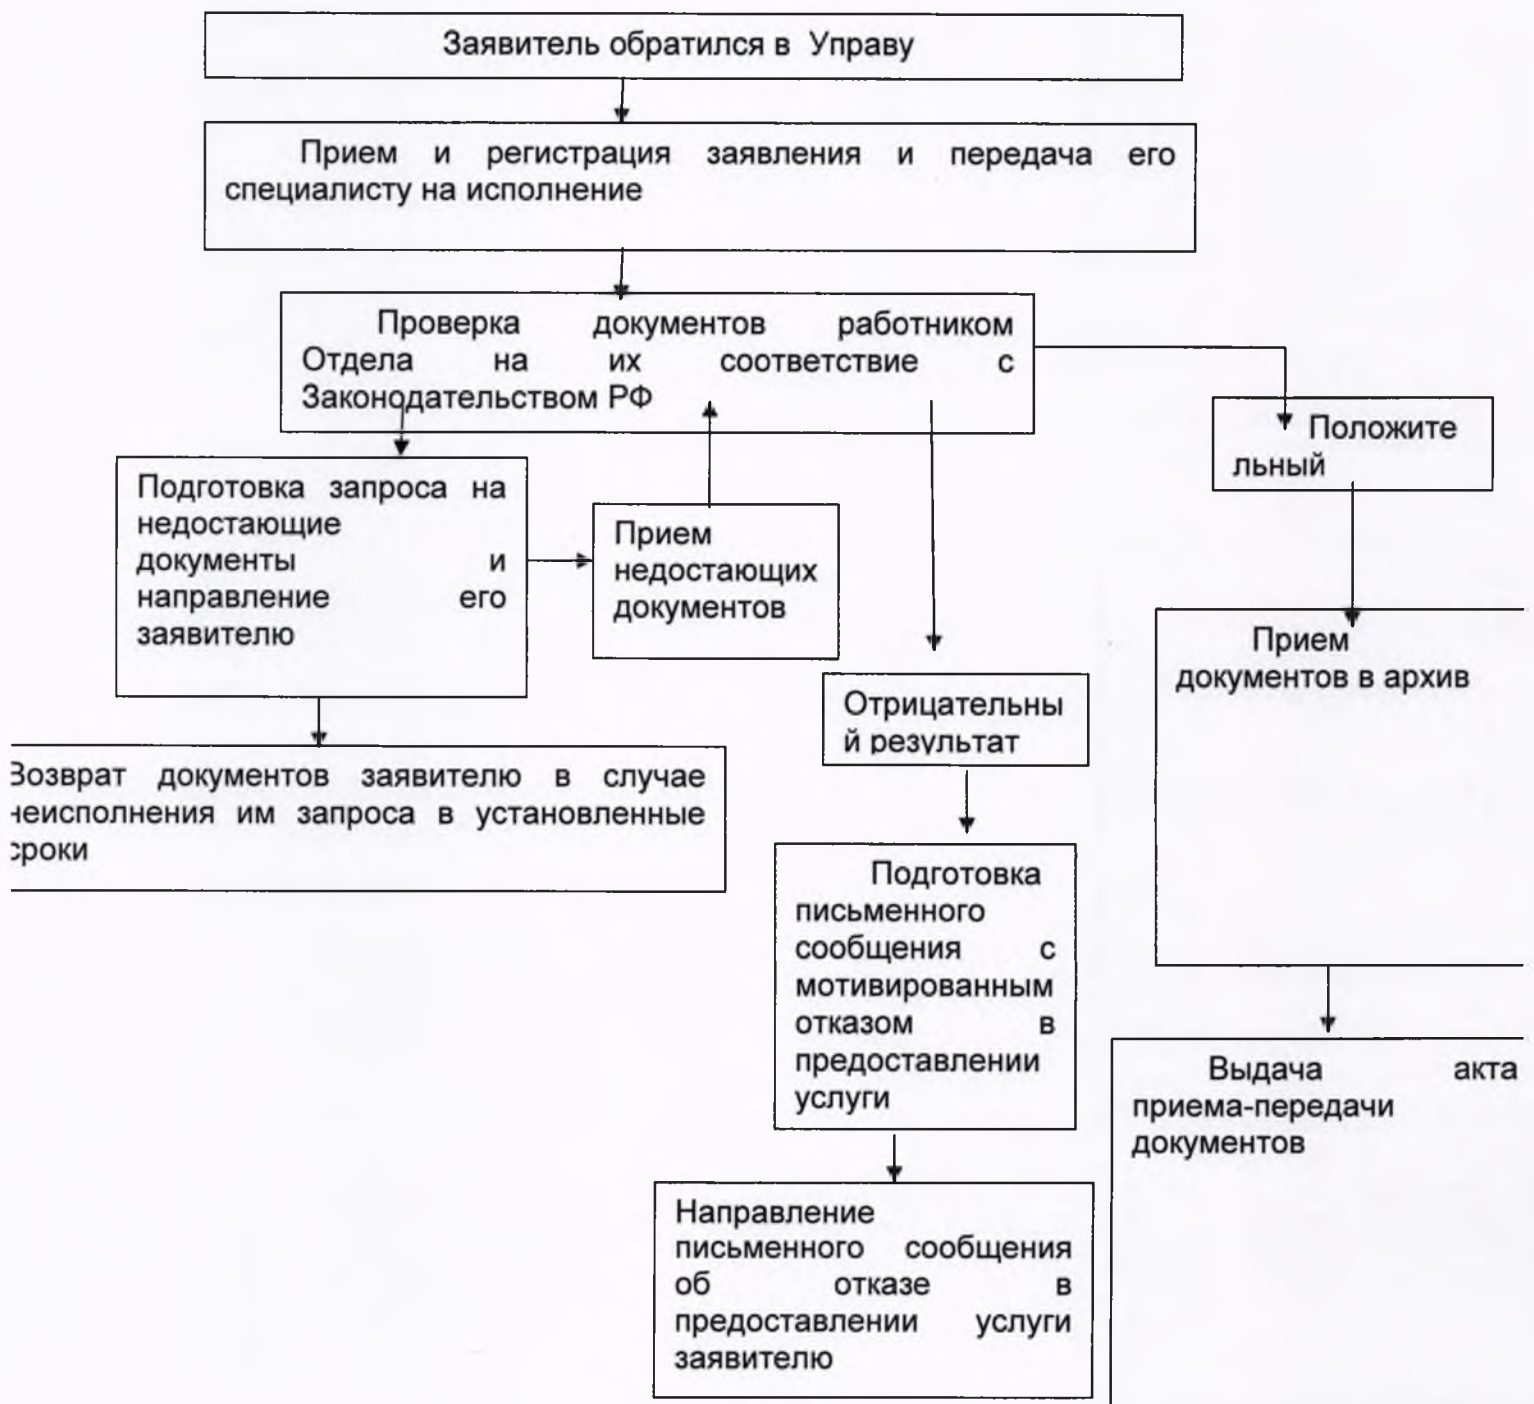 Заявитель обратился в Управу
Прием и регистрация заявления и передача его
специалисту на исполнение
Проверка документов работником
Отдела на их соответствие с
Законодательством РФ
Положите
льный
Подготовка запроса на
недостающие
документы и
направление его
заявителю
Прием
недостающих
документов
Прием
документов в архив
Отрицательны
й результат
Возврат документов заявителю в случае
неисполнения им запроса в установленные
сроки
Подготовка
письменного
сообщения с
мотивированным
отказом в
предоставлении
услуги
Выдача акта
приема-передачи
документов
Направление
письменного сообщения
об отказе в
предоставлении услуги
заявителю